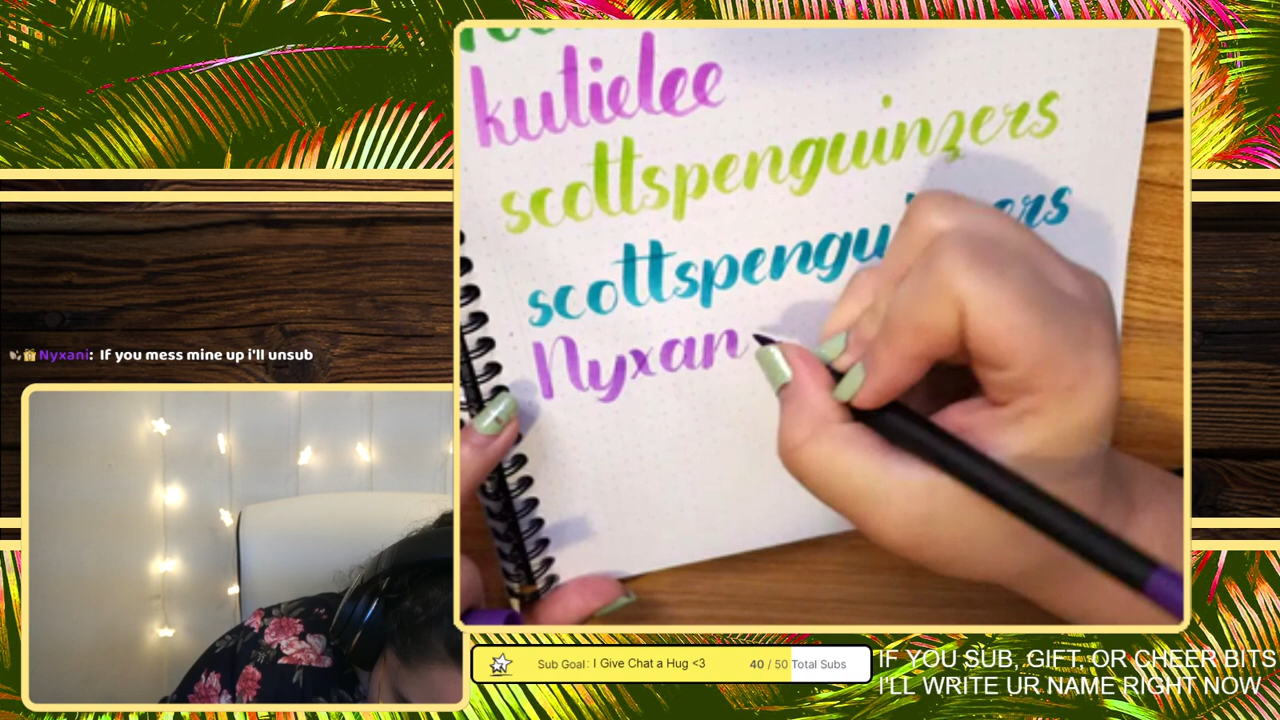 kutielee
scottspenguinzers
scottspengu ers
Nyxan
Nyxani: If you mess mine up i'll unsub
Sub Goal: I Give Chat a Hug <3 40 / 50 Total Subs
IF YOU SUB, GIFT, OR CHEER BITS
I'LL WRITE UR NAME RIGHT NOW